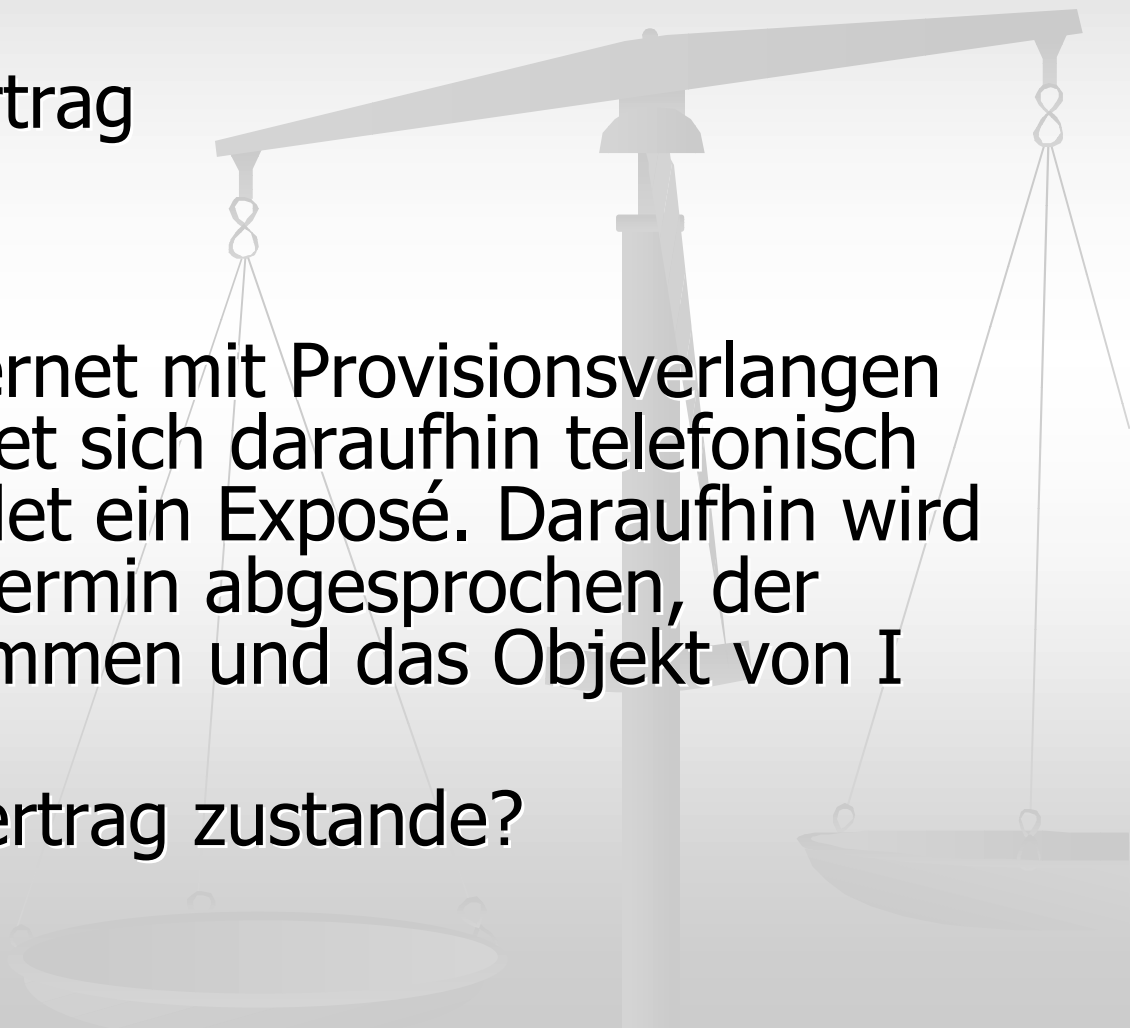 rtrag
ernet mit Provisionsverlangen
et sich daraufhin telefonisch
det ein Exposé. Daraufhin wird
ermin abgesprochen, der
mmen und das Objekt von I
ertrag zustande?